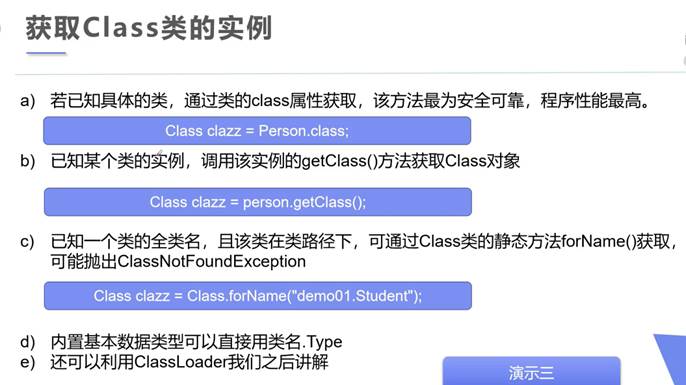 获取Class类的实例
a) 若已知具体的类，通过类的class属性获取，该方法最为安全可靠，程序性能最高。
Class clazz = Person.class;
b) 已知某个类的实例，调用该实例的getClass()方法获取Class对象
Class clazz = person.getClass();
c) 已知一个类的全类名，且该类在类路径下，可通过Class类的静态方法forName()获取，
可能抛出ClassNotFoundException
Class clazz = Class.forName("demo01.Student");
d) 内置基本数据类型可以直接用类名.Type
e) 还可以利用ClassLoader我们之后讲解
演示三